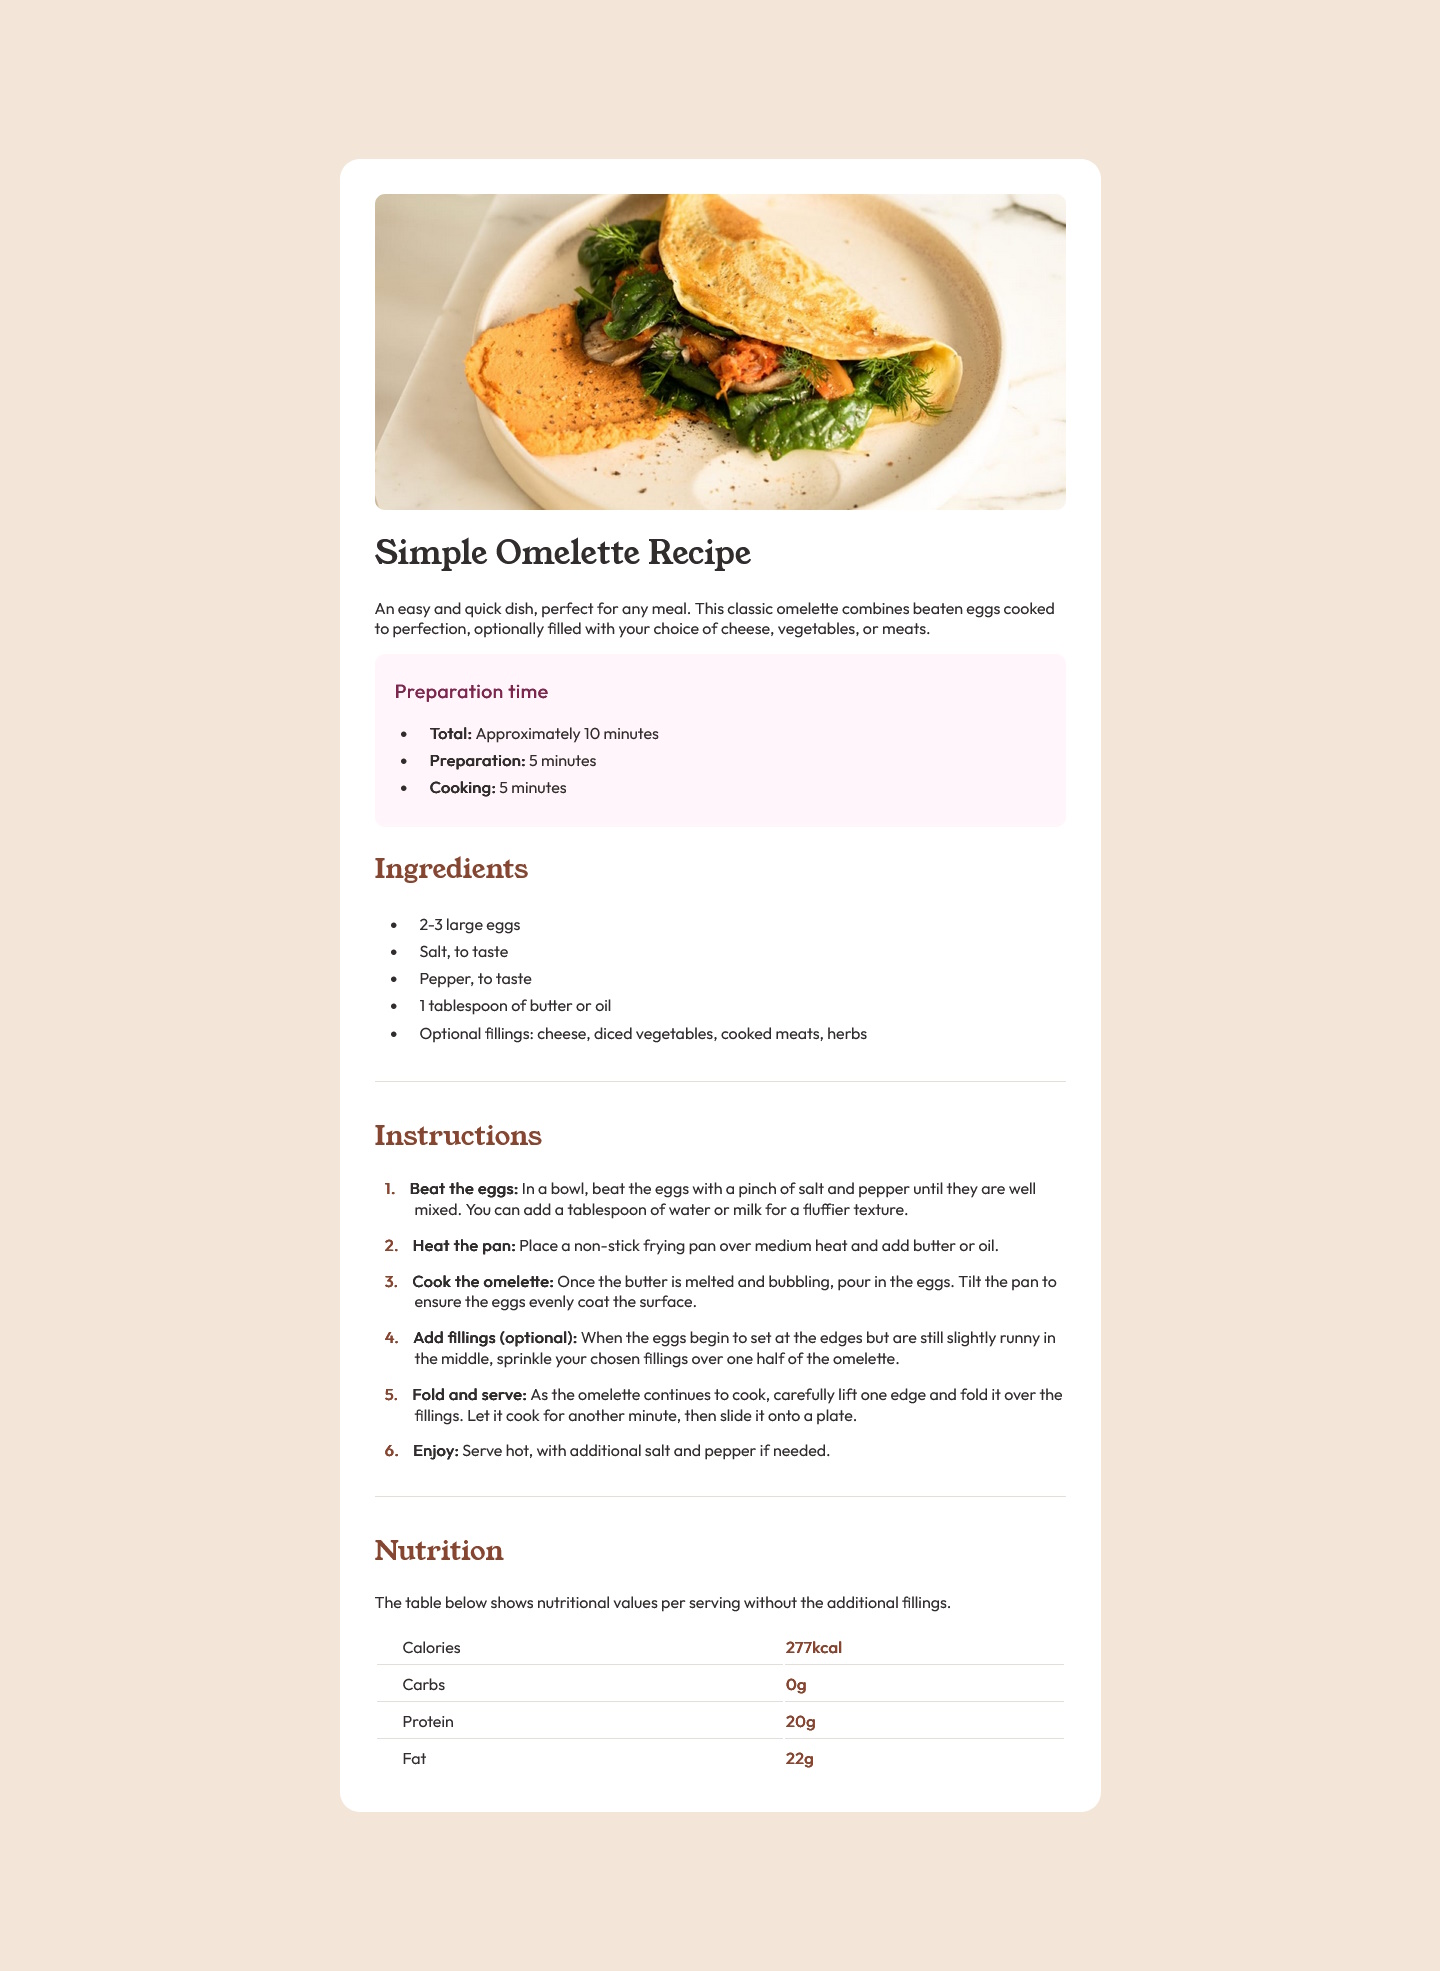 Simple Omelette Recipe
An easy and quick dish, perfect for any meal. This classic omelette combines beaten eggs cooked
to perfection, optionally filled with your choice of cheese, vegetables, or meats.
Preparation time
• Total: Approximately 10 minutes
• Preparation: 5 minutes
• Cooking: 5 minutes
Ingredients
• 2-3 large eggs
• Salt, to taste
• Pepper, to taste
• 1 tablespoon of butter or oil
• Optional fillings: cheese, diced vegetables, cooked meats, herbs
Instructions
1. Beat the eggs: In a bowl, beat the eggs with a pinch of salt and pepper until they are well
mixed. You can add a tablespoon of water or milk for a fluffier texture.
2. Heat the pan: Place a non-stick frying pan over medium heat and add butter or oil.
3. Cook the omelette: Once the butter is melted and bubbling, pour in the eggs. Tilt the pan to
ensure the eggs evenly coat the surface.
4. Add fillings (optional): When the eggs begin to set at the edges but are still slightly runny in
the middle, sprinkle your chosen fillings over one half of the omelette.
5. Fold and serve: As the omelette continues to cook, carefully lift one edge and fold it over the
fillings. Let it cook for another minute, then slide it onto a plate.
6. Enjoy: Serve hot, with additional salt and pepper if needed.
Nutrition
The table below shows nutritional values per serving without the additional fillings.
Calories 277kcal
Carbs 0g
Protein 20g
Fat 22g